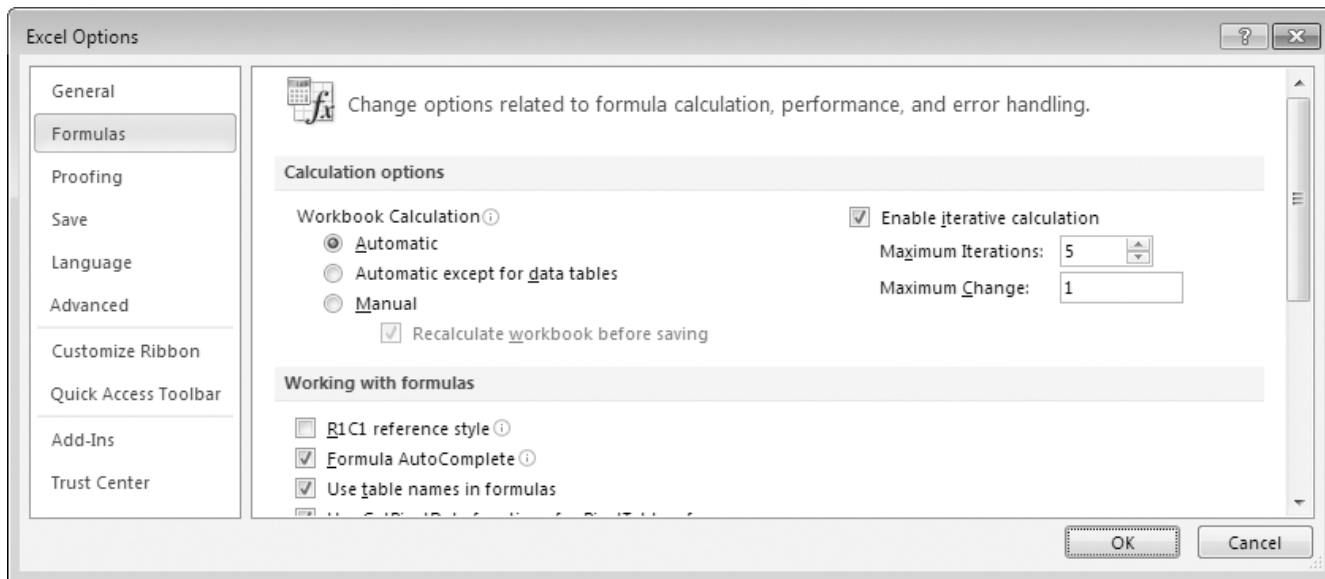 Excel Options
General
Formulas
Proofing
Save
Language
Advanced
Customize Ribbon
Quick Access Toolbar
Add-Ins
Trust Center
fx Change options related to formula calculation, performance, and error handling.
Calculation options
Workbook Calculation
Automatic
Automatic except for data tables
Manual
Recalculate workbook before saving
Enable iterative calculation
Maximum Iterations: 5
Maximum Change: 1
Working with formulas
R1C1 reference style
Formula AutoComplete
Use table names in formulas
OK Cancel